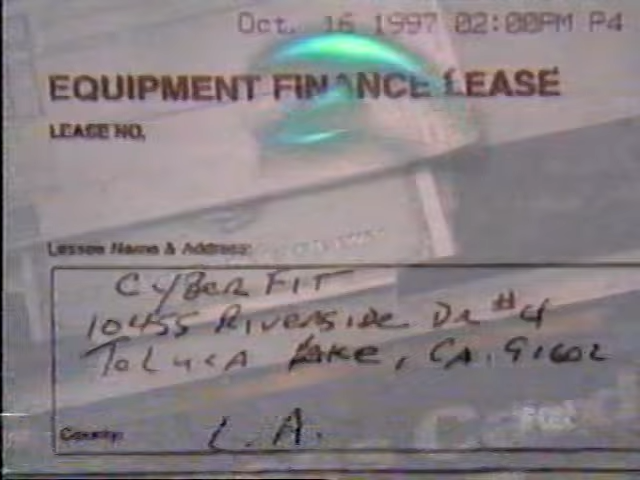 Oct. 16 1997 02:00PM P4
EQUIPMENT FINANCE LEASE
LEASE NO.
Lessee Name & Address:
CYBER FIT
10455 RIVERSIDE DR #4
TOLUCA LAKE, CA. 91602
County: L.A.